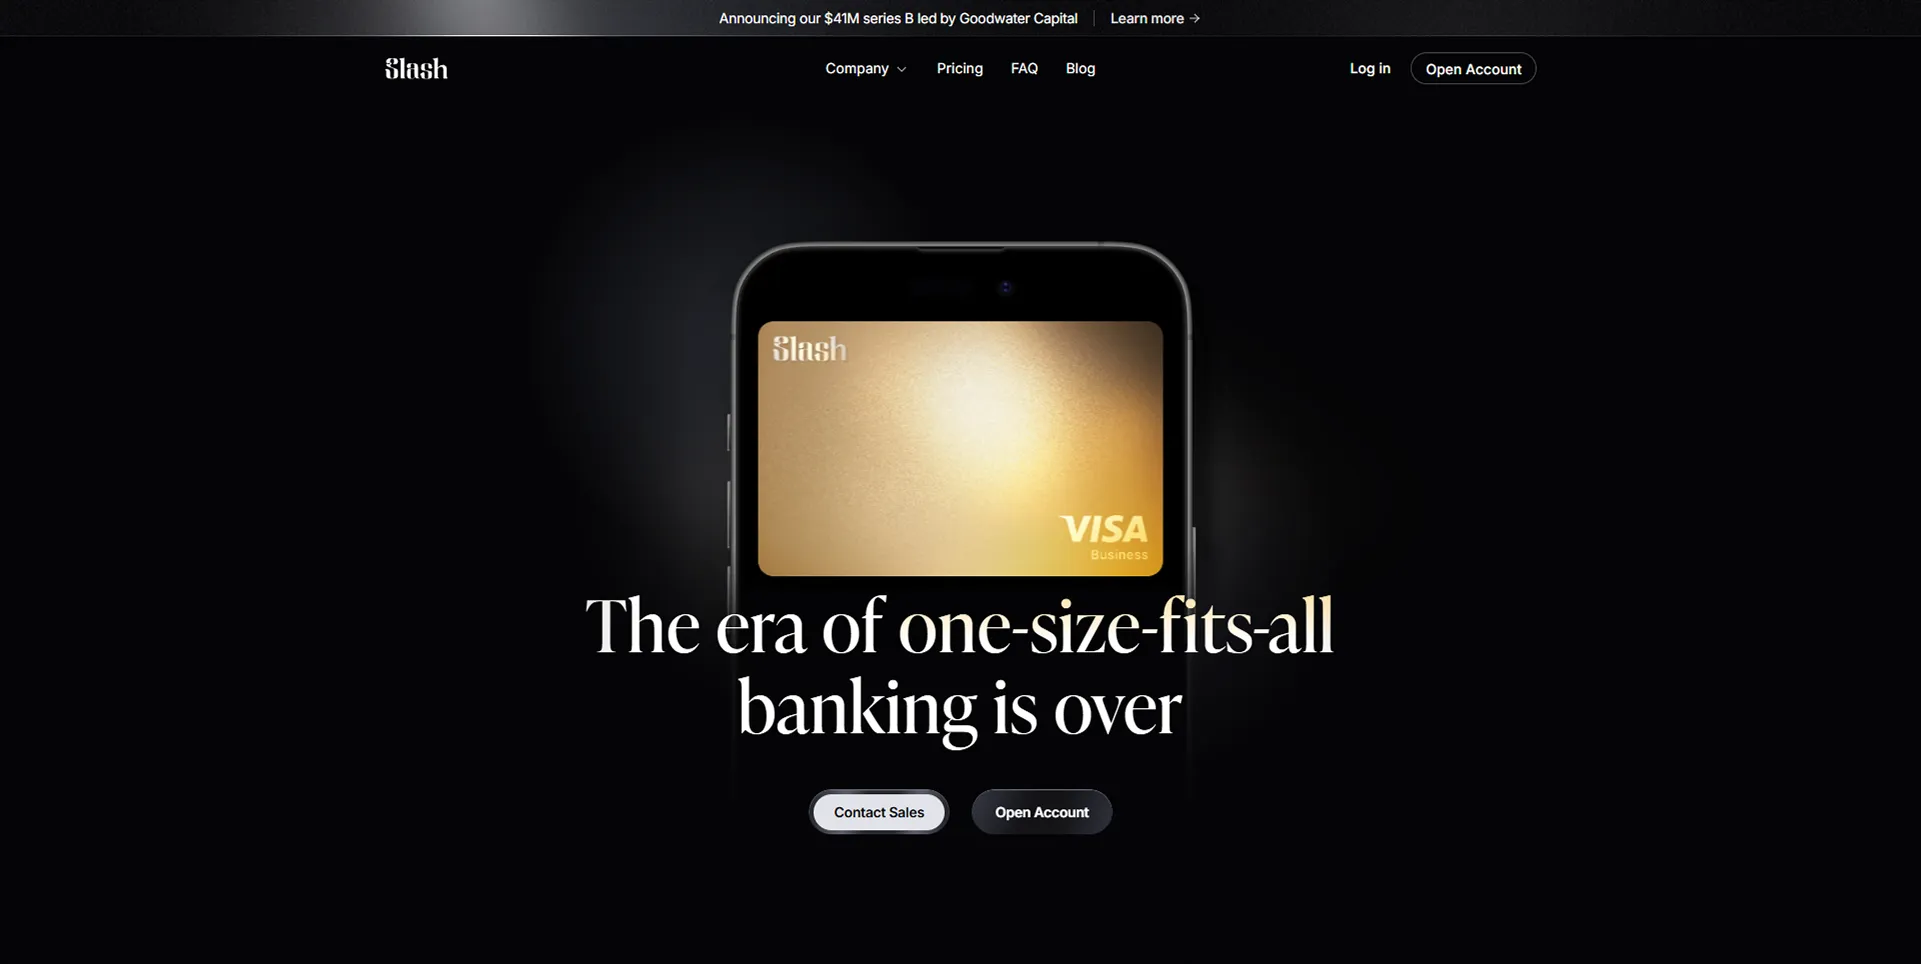 Announcing our $41M series B led by Goodwater Capital | Learn more →
Slash
Company
Pricing
FAQ
Blog
Log in
Open Account
Slash
VISA
Business
The era of one-size-fits-all
banking is over
Contact Sales
Open Account